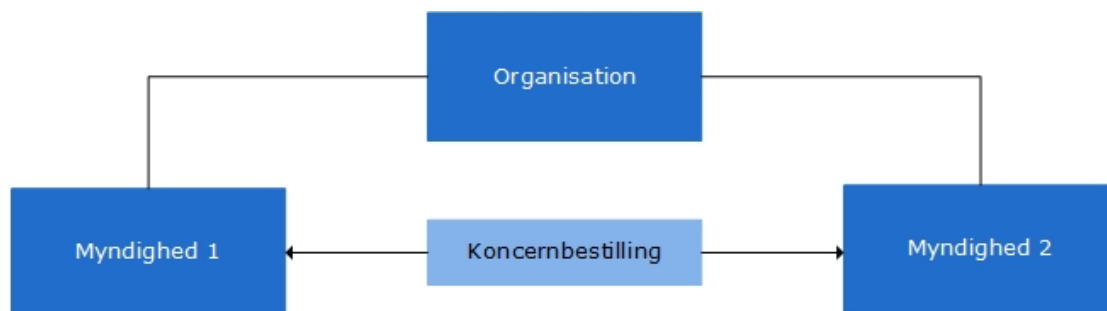 Organisation
Myndighed 1
Koncernbestilling
Myndighed 2